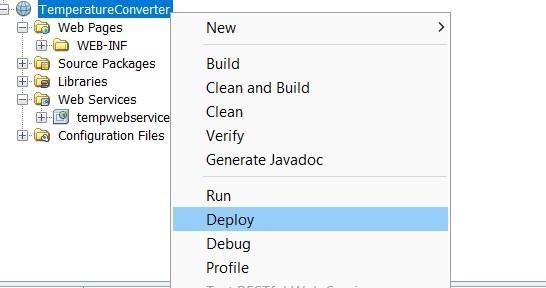 TemperatureConverter
Web Pages
WEB-INF
Source Packages
Libraries
Web Services
tempwebservice
Configuration Files
New
Build
Clean and Build
Clean
Verify
Generate Javadoc
Run
Deploy
Debug
Profile